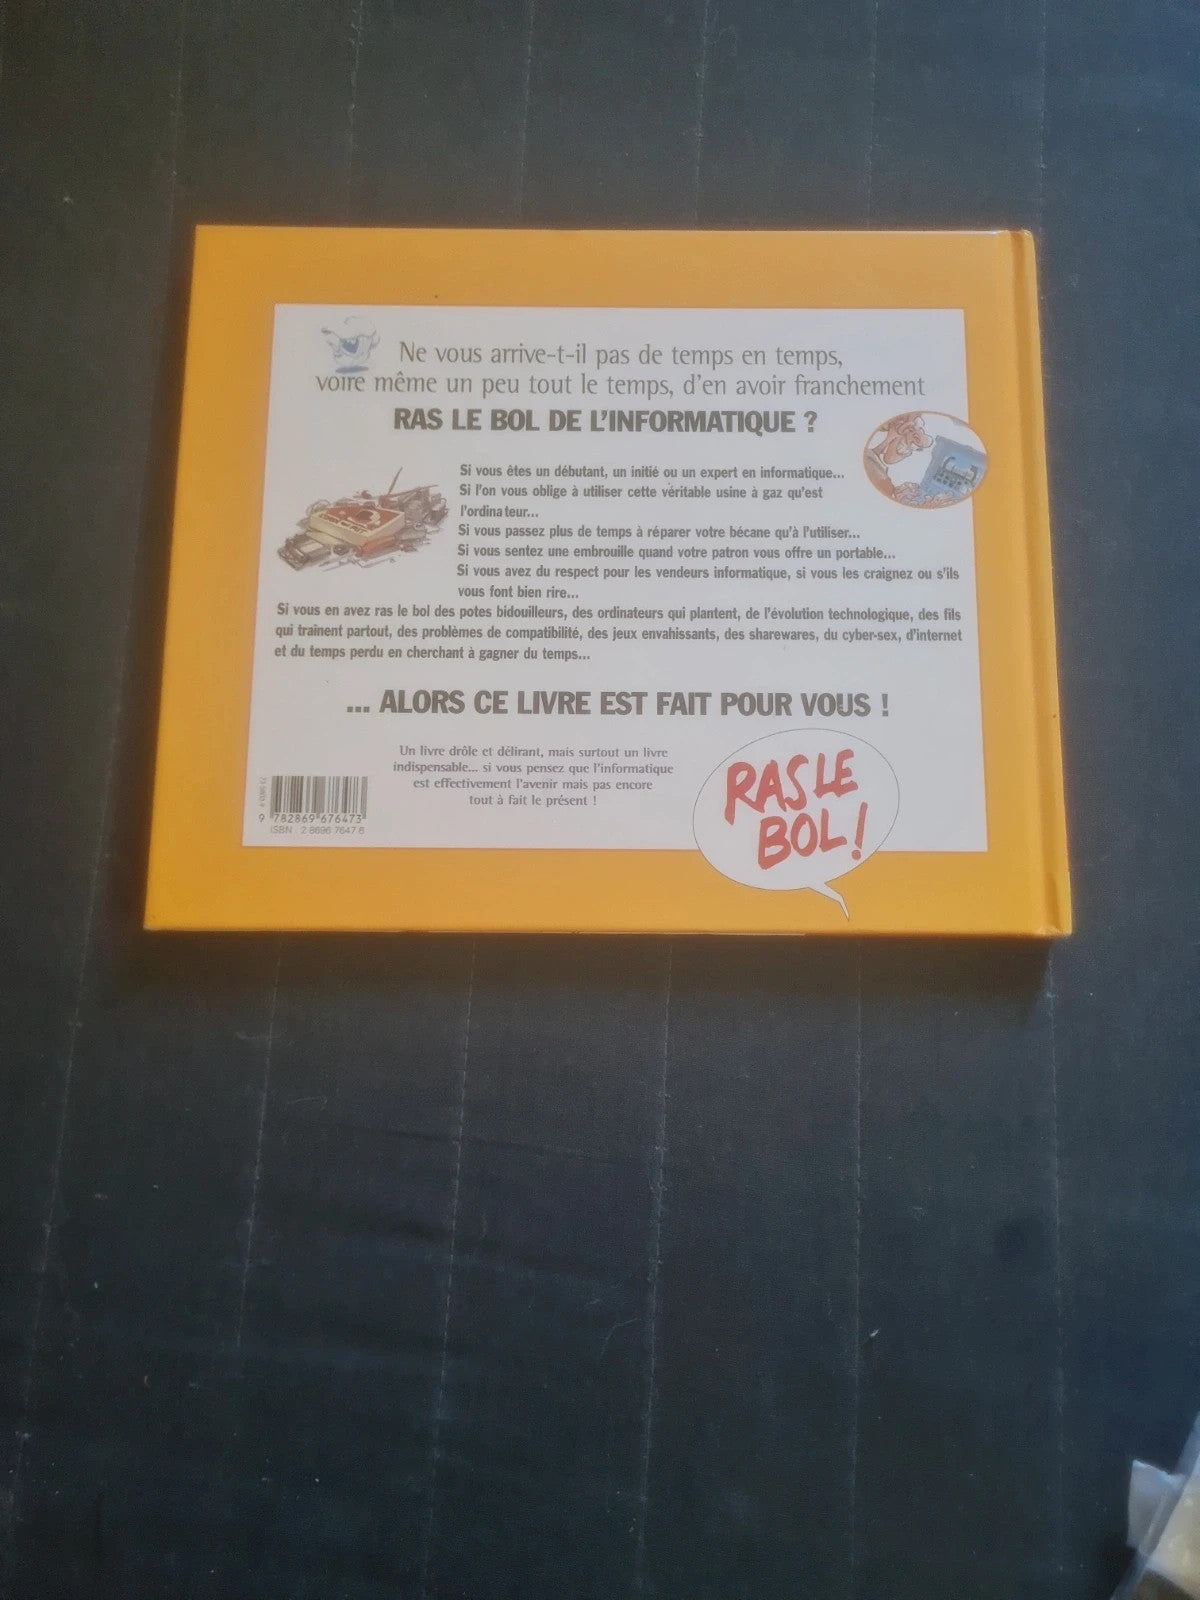 Ne vous arrive-t-il pas de temps en temps,
voire même un peu tout le temps, d'en avoir franchement
RAS LE BOL DE L'INFORMATIQUE ?
Si vous êtes un débutant, un initié ou un expert en informatique...
Si l'on vous oblige à utiliser cette véritable usine à gaz qu'est
l'ordina teur...
Si vous passez plus de temps à réparer votre bécane qu'à l'utiliser...
Si vous sentez une embrouille quand votre patron vous offre un portable...
Si vous avez du respect pour les vendeurs informatique, si vous les craignez ou s'ils
vous font bien rire...
Si vous en avez ras le bol des potes bidouilleurs, des ordinateurs qui plantent, de l'évolution technologique, des fils
qui traînent partout, des problèmes de compatibilité, des jeux envahissants, des sharewares, du cyber-sex, d'internet
et du temps perdu en cherchant à gagner du temps...
... ALORS CE LIVRE EST FAIT POUR VOUS !
Un livre drôle et délirant, mais surtout un livre
indispensable... si vous pensez que l'informatique
est effectivement l'avenir mais pas encore
tout à fait le présent !
RAS LE
BOL !
9 782869 676473
ISBN : 2 8696 7647 6